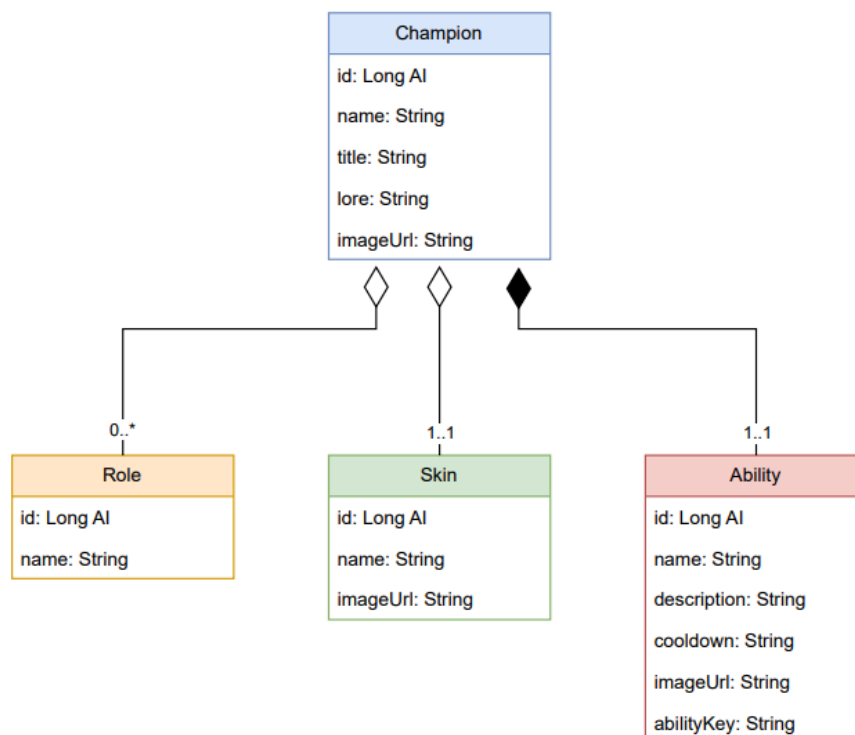 Champion
id: Long AI
name: String
title: String
lore: String
imageUrl: String
0..*
1..1
1..1
Role
id: Long AI
name: String
Skin
id: Long AI
name: String
imageUrl: String
Ability
id: Long AI
name: String
description: String
cooldown: String
imageUrl: String
abilityKey: String